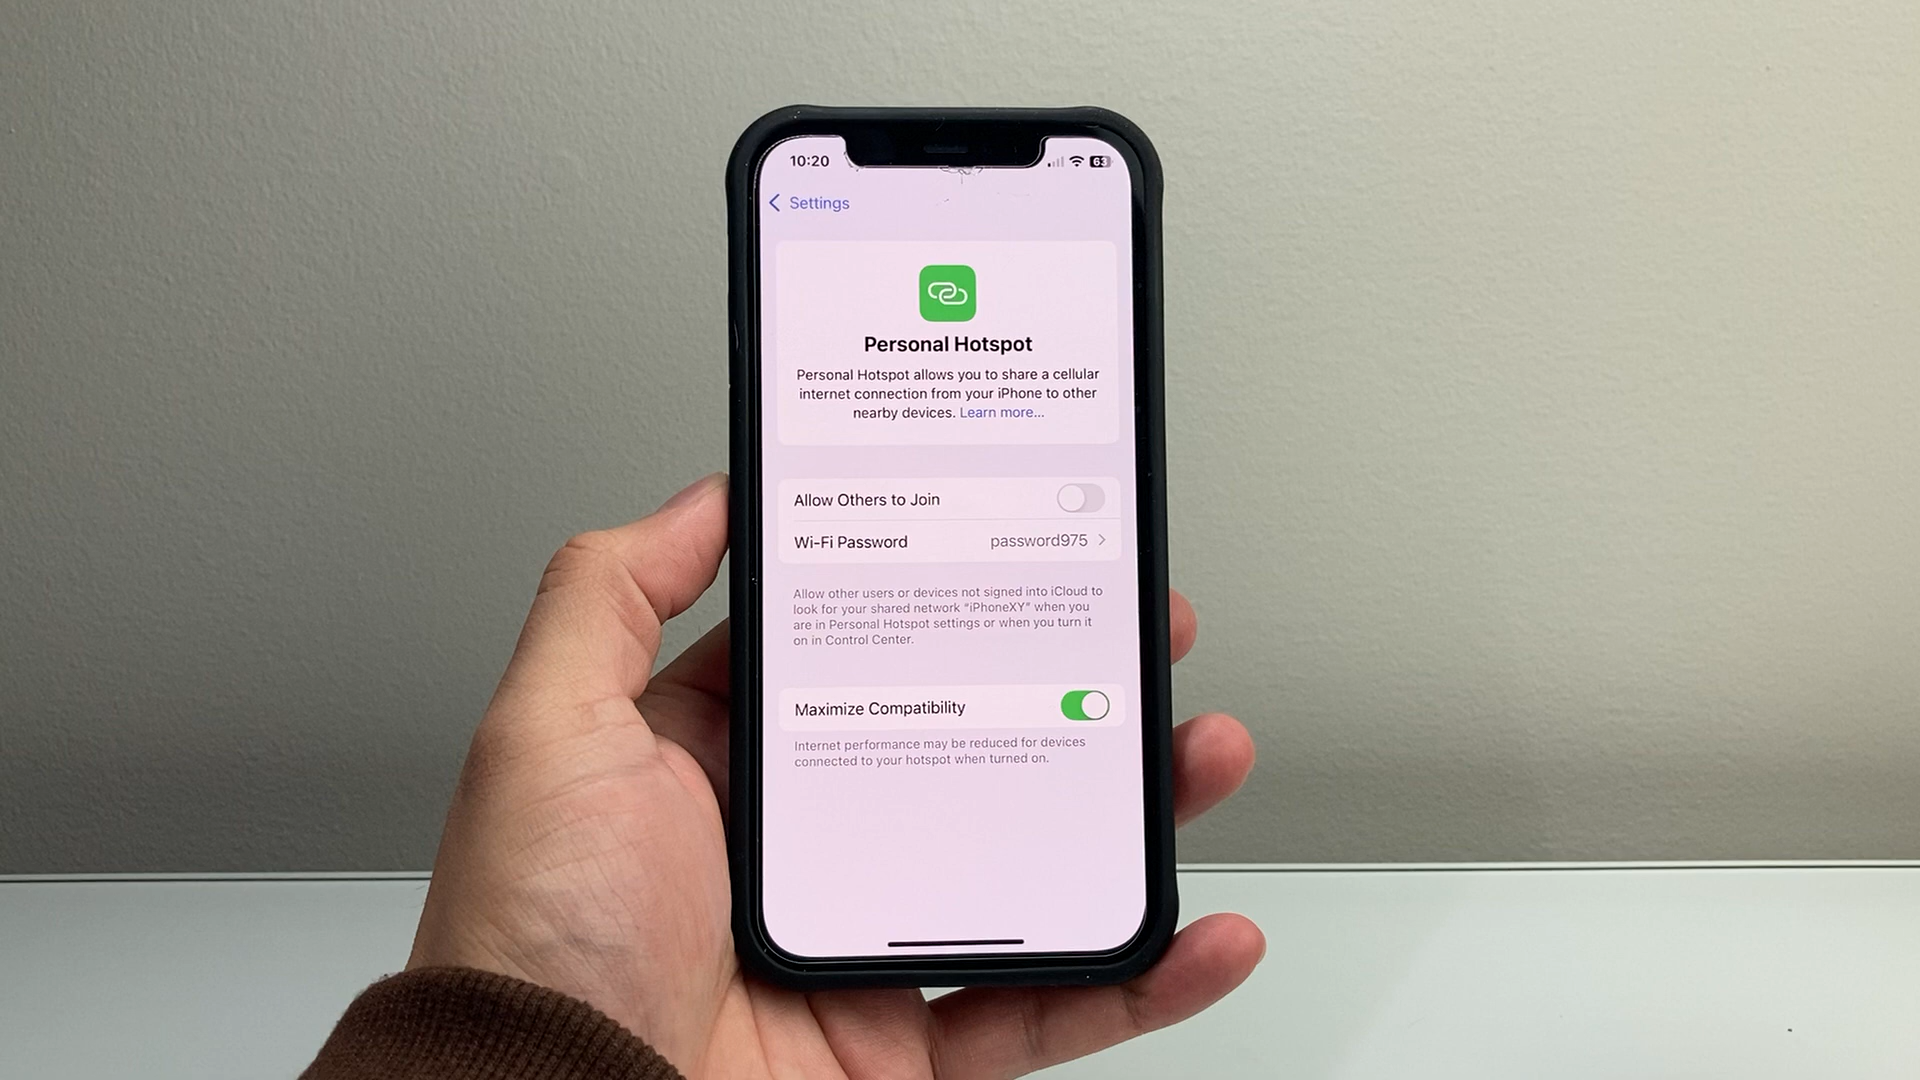 10:20
63
Settings
Personal Hotspot
Personal Hotspot allows you to share a cellular
internet connection from your iPhone to other
nearby devices. Learn more...
Allow Others to Join
Wi-Fi Password password975
Allow other users or devices not signed into iCloud to
look for your shared network “iPhoneXY” when you
are in Personal Hotspot settings or when you turn it
on in Control Center.
Maximize Compatibility
Internet performance may be reduced for devices
connected to your hotspot when turned on.